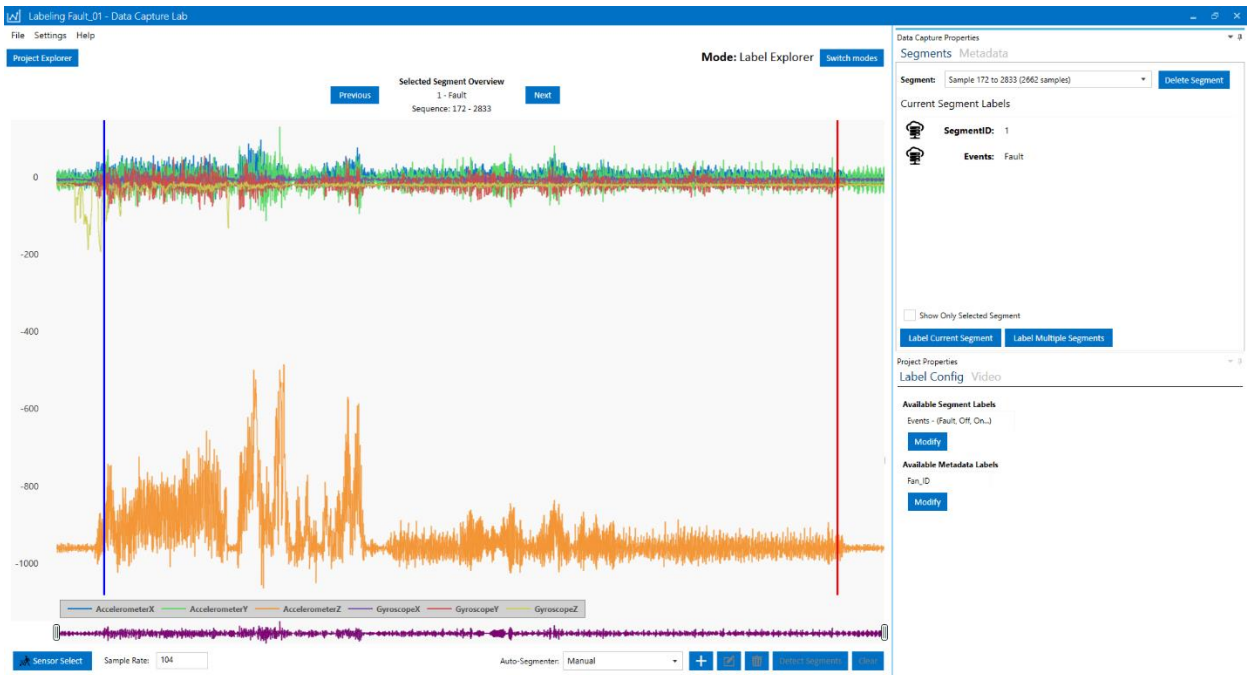 Labeling Fault_01 - Data Capture Lab
File Settings Help
Project Explorer
Mode: Label Explorer
Switch modes
Selected Segment Overview
Previous
1 - Fault
Next
Sequence: 172 - 2833
0
-200
-400
-600
-800
-1000
AccelerometerX AccelerometerY AccelerometerZ GyroscopeX GyroscopeY GyroscopeZ
Sensor Select
Sample Rate: 104
Auto-Segmenter: Manual
Detect Segments
Clear
Data Capture Properties
Segments Metadata
Segment: Sample 172 to 2833 (2662 samples)
Delete Segment
Current Segment Labels
SegmentID: 1
Events: Fault
Show Only Selected Segment
Label Current Segment
Label Multiple Segments
Project Properties
Label Config Video
Available Segment Labels
Events - (Fault, Off, On...)
Modify
Available Metadata Labels
Fan_ID
Modify